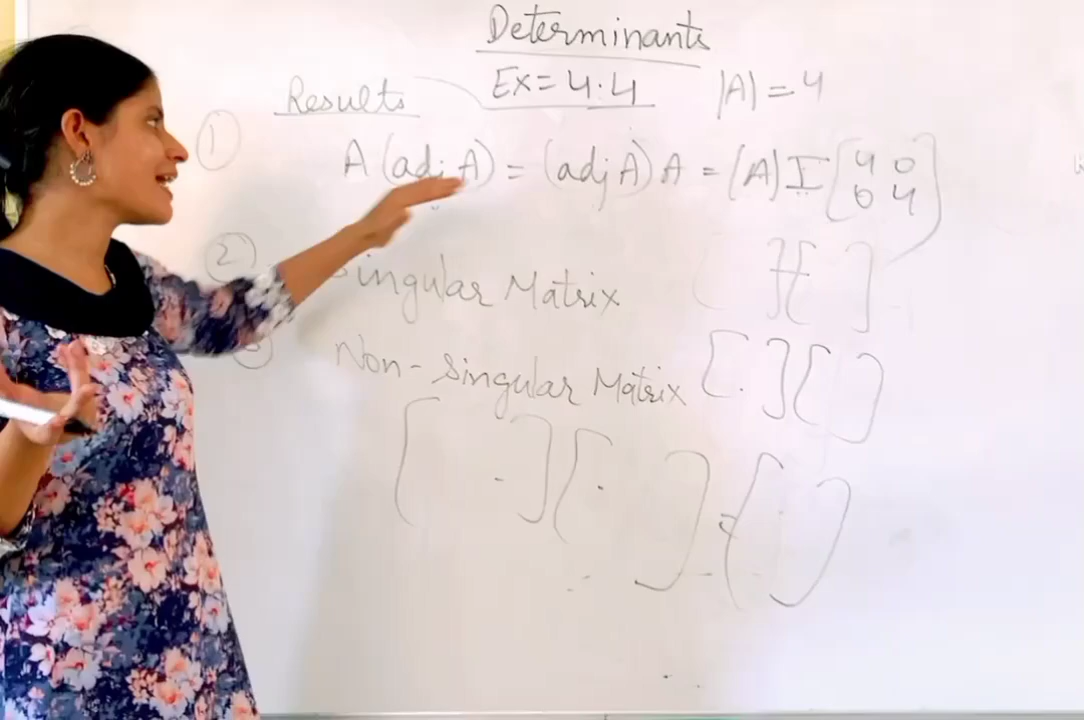 Determinants
Ex = 4.4 |A| = 4
Results
① A (adj A) = (adj A) A = |A| I [4 0
0 4]
② Singular Matrix
Non-singular Matrix